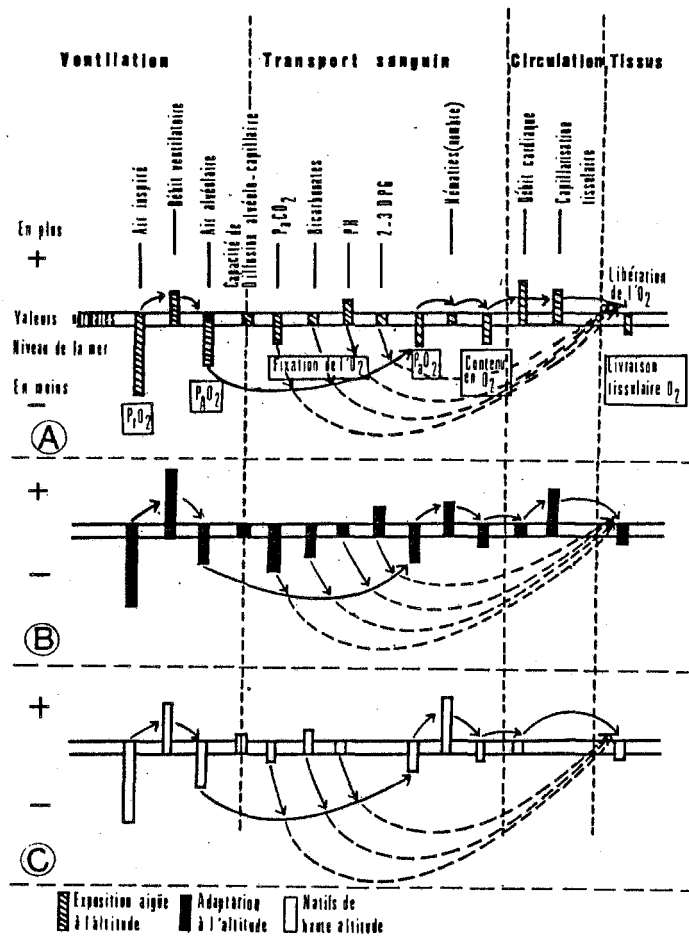 Ventilation Transport sanguin Circulation Tissus
Air inspiré
Débit ventilatoire
Air alvéolaire
Capacité de
Diffusion alvéolo-capillaire
PaCO2
Bicarbonates
PH
2-3 DPG
Hématies(nombre)
Débit cardiaque
Capillarisation
tissulaire
En plus
+
Libération
de l'O2
Valeurs normales
Niveau de la mer
En moins
−
PIO2
PAO2
Fixation de l'O2
PaO2
Contenu
en O2
Livraison
tissulaire O2
A
+
−
B
+
−
C
Exposition aigüe
à l'altitude
Adaptation
à l'altitude
Natifs de
haute altitude